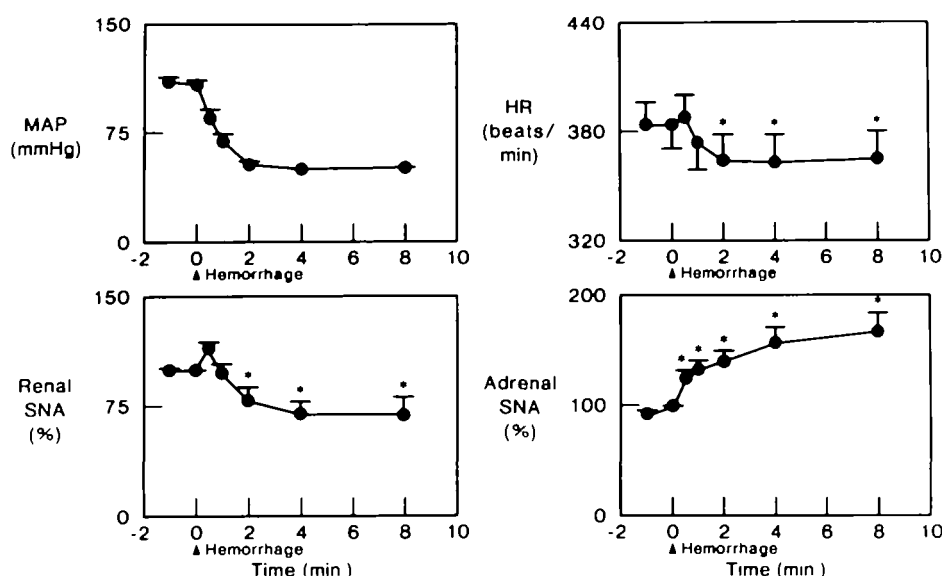 150
MAP
(mmHg)
75
0
-2 0 2 4 6 8 10
▲ Hemorrhage
440
HR
(beats/
min)
380
* * *
320
-2 0 2 4 6 8 10
▲ Hemorrhage
150
Renal
SNA
(%)
75
* * *
0
-2 0 2 4 6 8 10
▲ Hemorrhage
Time (min)
200
Adrenal
SNA
(%)
100
* * * * *
0
-2 0 2 4 6 8 10
▲ Hemorrhage
Time (min)